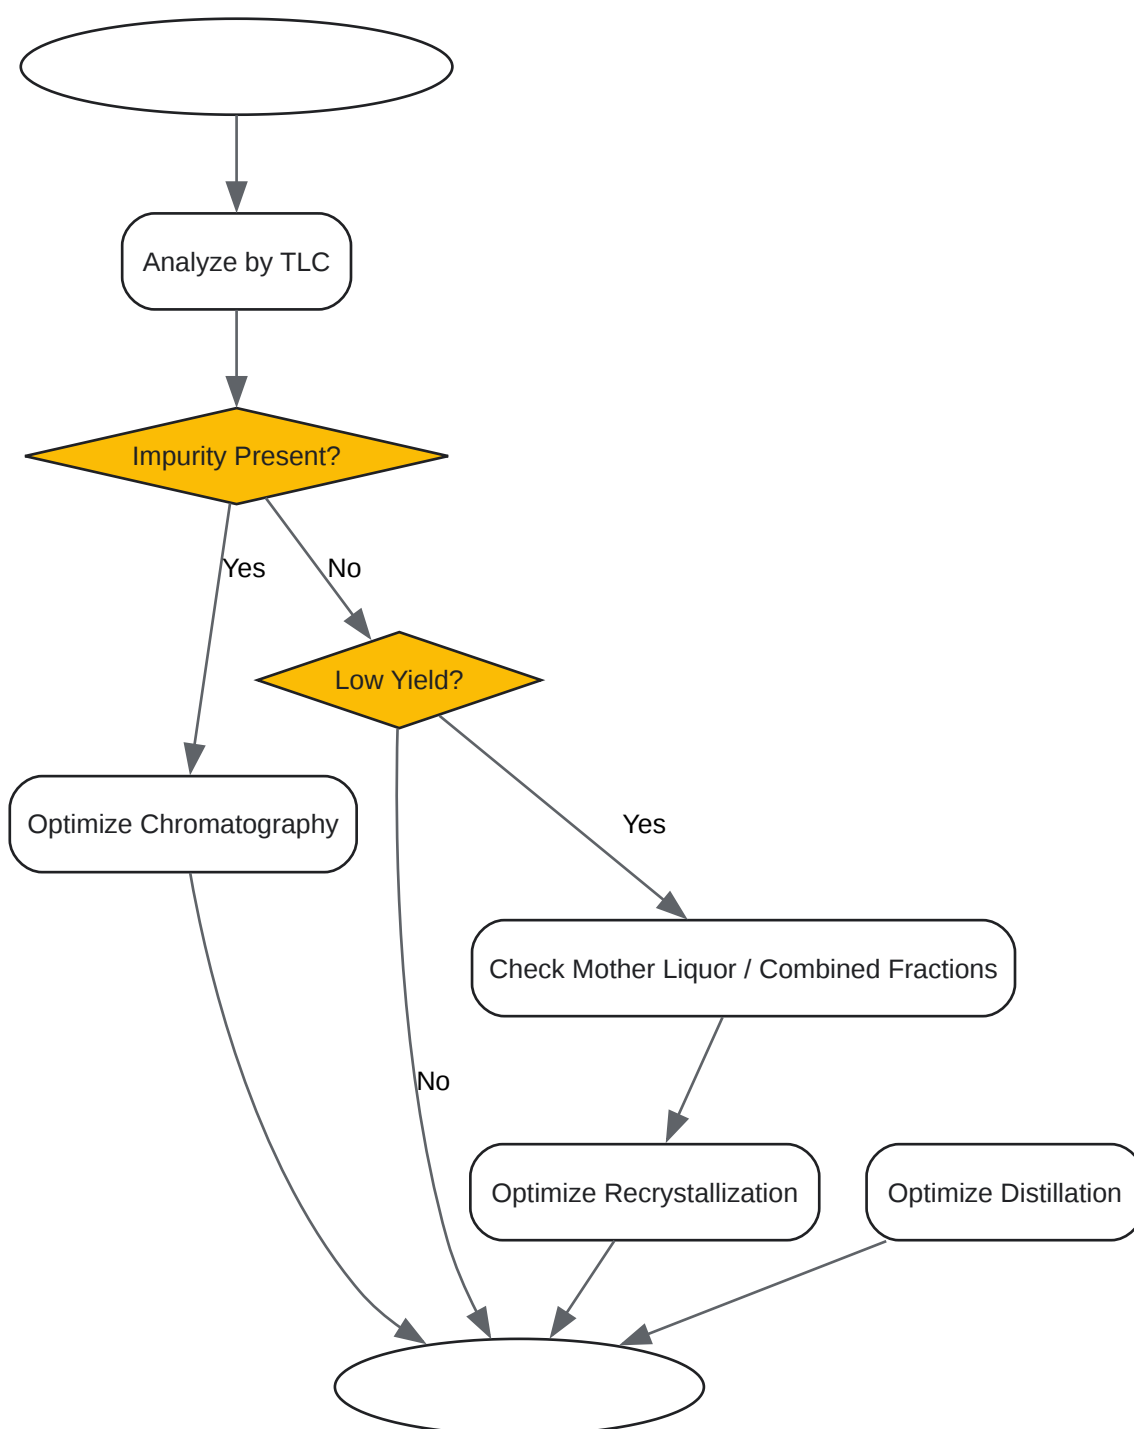 Analyze by TLC
Impurity Present?
Yes
No
Low Yield?
Optimize Chromatography
Yes
Check Mother Liquor / Combined Fractions
No
Optimize Recrystallization
Optimize Distillation